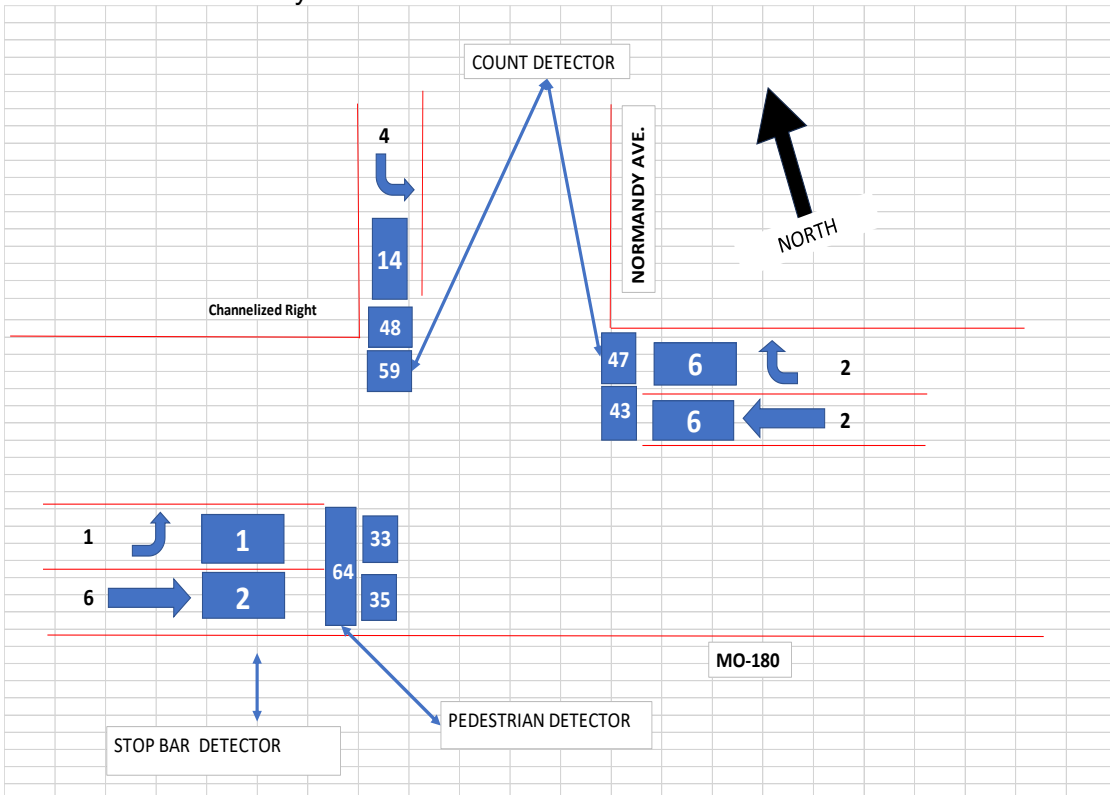 COUNT DETECTOR
4
NORMANDY AVE.
NORTH
14
Channelized Right
48
59
47
6
2
43
6
2
1
1
33
64
6
2
35
MO-180
PEDESTRIAN DETECTOR
STOP BAR DETECTOR